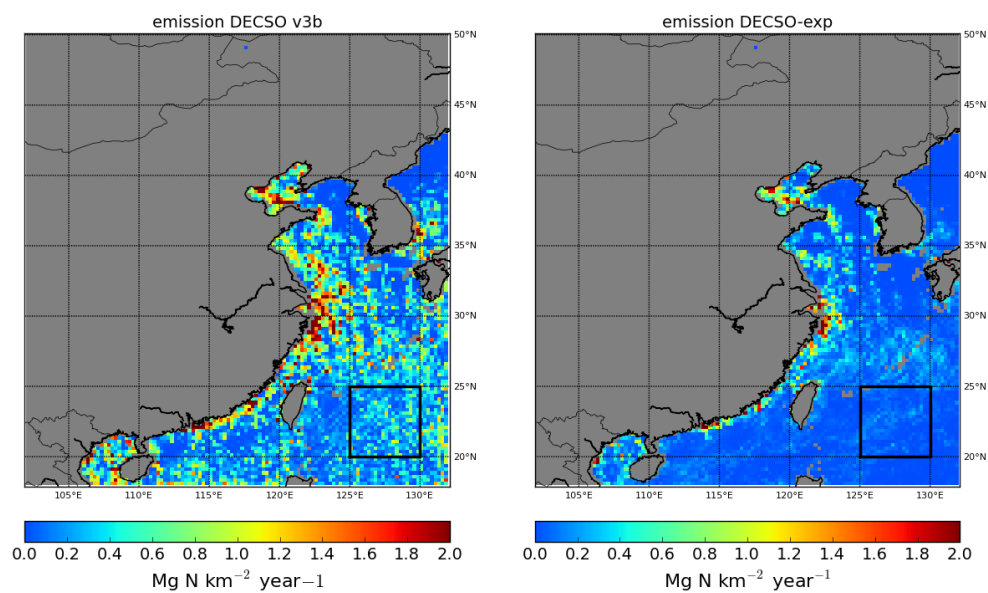 emission DECSO v3b
emission DECSO-exp
50°N
45°N
40°N
35°N
30°N
25°N
20°N
105°E 110°E 115°E 120°E 125°E 130°E
50°N
45°N
40°N
35°N
30°N
25°N
20°N
105°E 110°E 115°E 120°E 125°E 130°E
0.0 0.2 0.4 0.6 0.8 1.0 1.2 1.4 1.6 1.8 2.0
Mg N km⁻² year−1
0.0 0.2 0.4 0.6 0.8 1.0 1.2 1.4 1.6 1.8 2.0
Mg N km⁻² year⁻¹